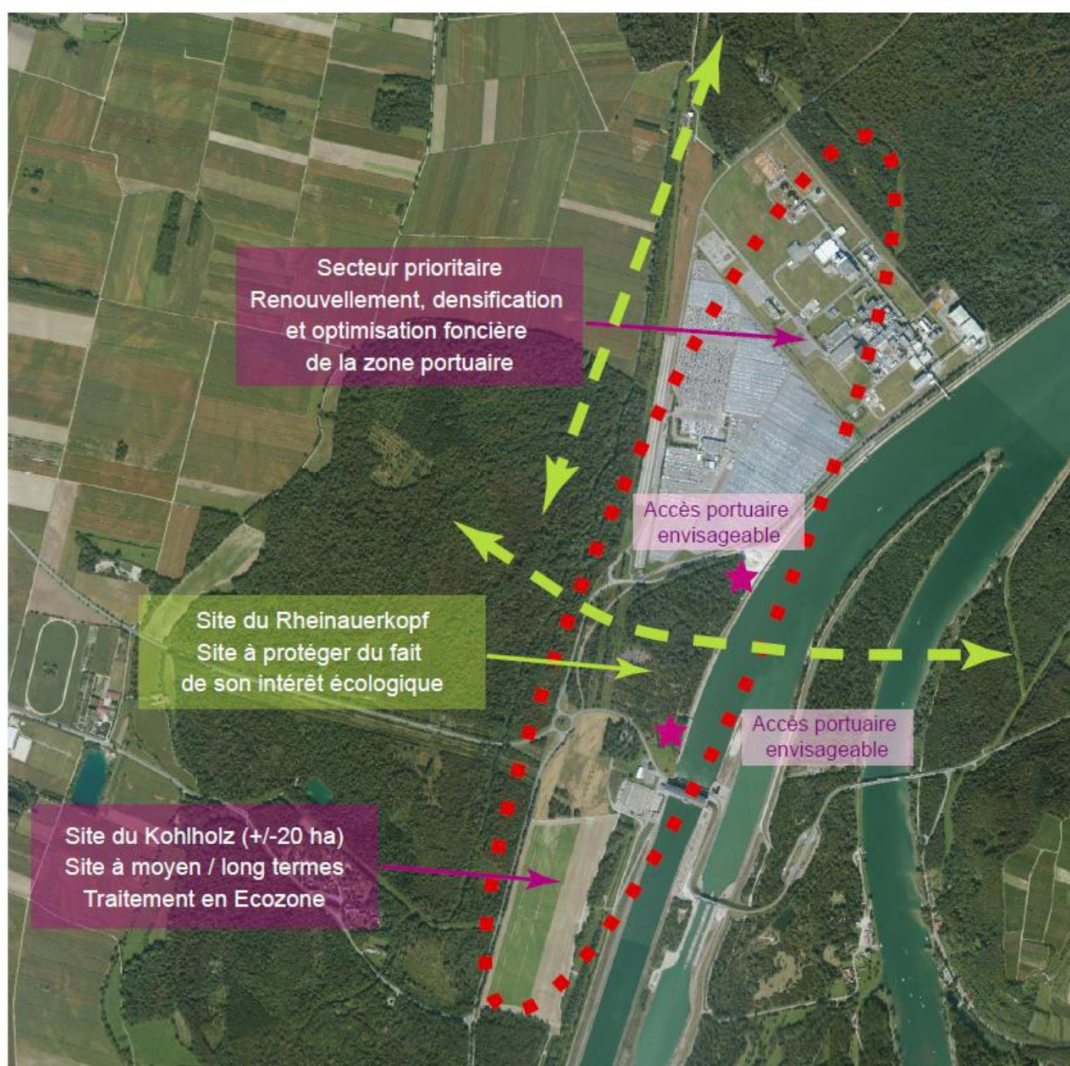 Secteur prioritaire
Renouvellement, densification
et optimisation foncière
de la zone portuaire
Accès portuaire
envisageable
Site du Rheinauerkopf
Site à protéger du fait
de son intérêt écologique
Accès portuaire
envisageable
Site du Kohlholz (+/-20 ha)
Site à moyen / long termes
Traitement en Ecozone